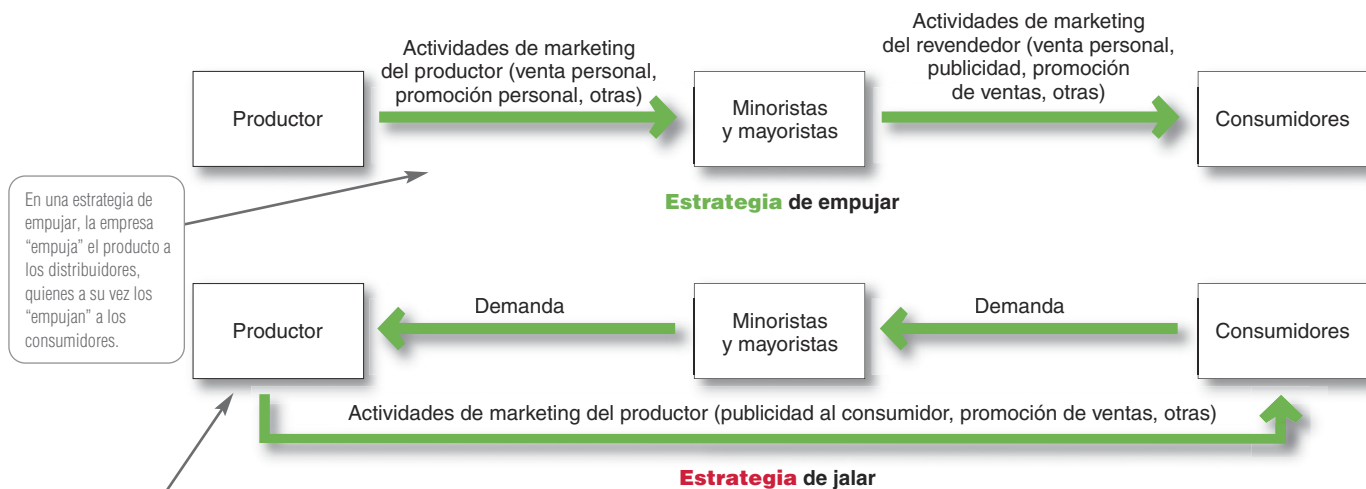 Actividades de marketing
del productor (venta personal,
promoción personal, otras)
Actividades de marketing
del revendedor (venta personal,
publicidad, promoción
de ventas, otras)
Productor
Minoristas
y mayoristas
Consumidores
Estrategia de empujar
En una estrategia de
empujar, la empresa
“empuja” el producto a
los distribuidores,
quienes a su vez los
“empujan” a los
consumidores.
Productor
Demanda
Minoristas
y mayoristas
Demanda
Consumidores
Actividades de marketing del productor (publicidad al consumidor, promoción de ventas, otras)
Estrategia de jalar